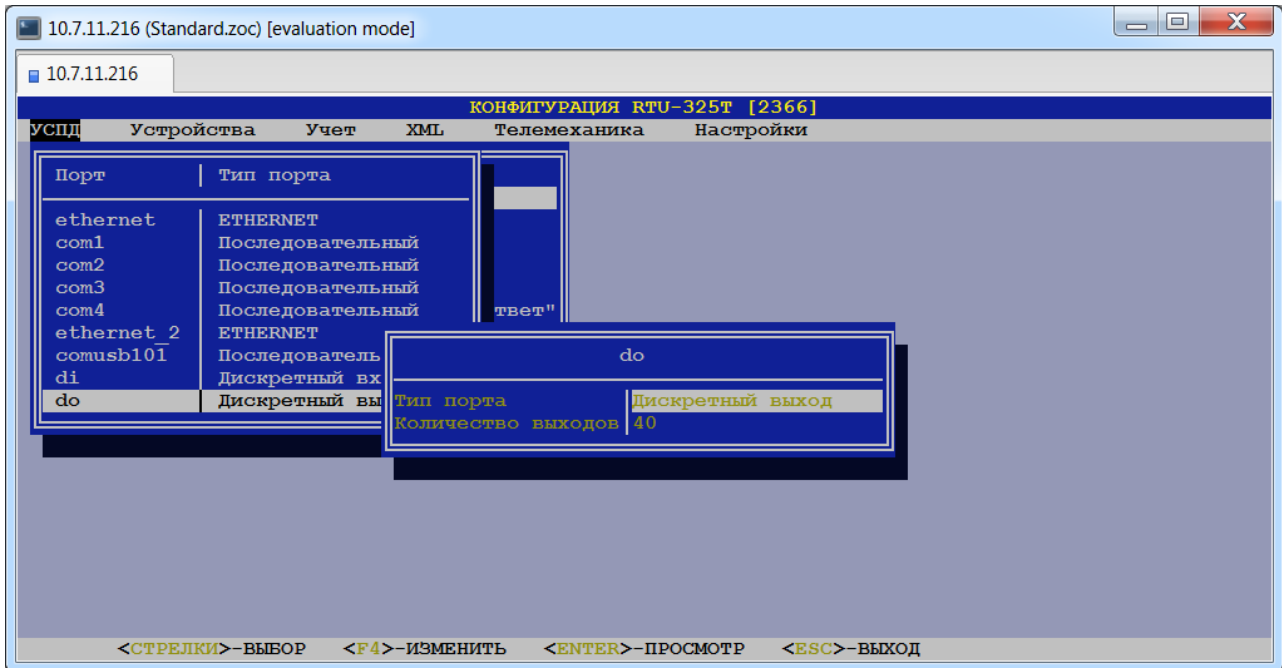 10.7.11.216 (Standard.zoc) [evaluation mode]
10.7.11.216
КОНФИГУРАЦИЯ RTU-325T [2366]
УСПД Устройства Учет XML Телемеханика Настройки
Порт Тип порта
ethernet ETHERNET
com1 Последовательный
com2 Последовательный
com3 Последовательный
com4 Последовательный твет"
ethernet_2 ETHERNET
comusb101 Последователь
di Дискретный вх
do Дискретный вы
do
Тип порта Дискретный выход
Количество выходов 40
<СТРЕЛКИ>-ВЫБОР <F4>-ИЗМЕНИТЬ <ENTER>-ПРОСМОТР <ESC>-ВЫХОД